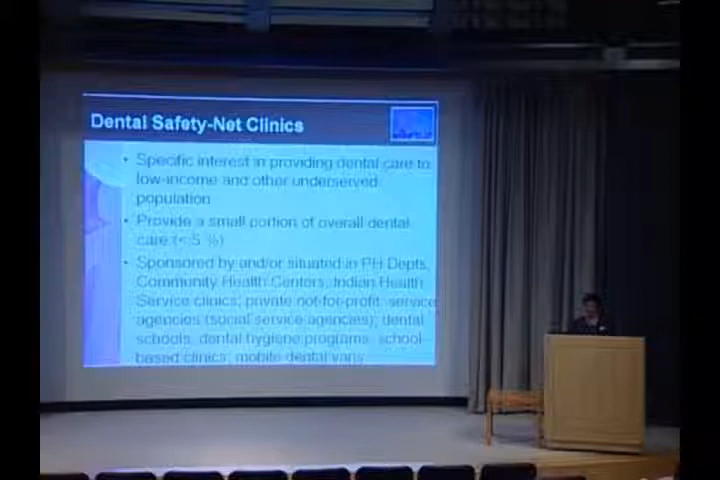 Dental Safety-Net Clinics
• Specific interest in providing dental care to
low-income and other underserved
population
• Provide a small portion of overall dental
care (< 5 %)
• Sponsored by and/or situated in PH Depts,
Community Health Centers, Indian Health
Service clinics; private not-for-profit service
agencies (social service agencies); dental
schools, dental hygiene programs, school-
based clinics, mobile dental vans